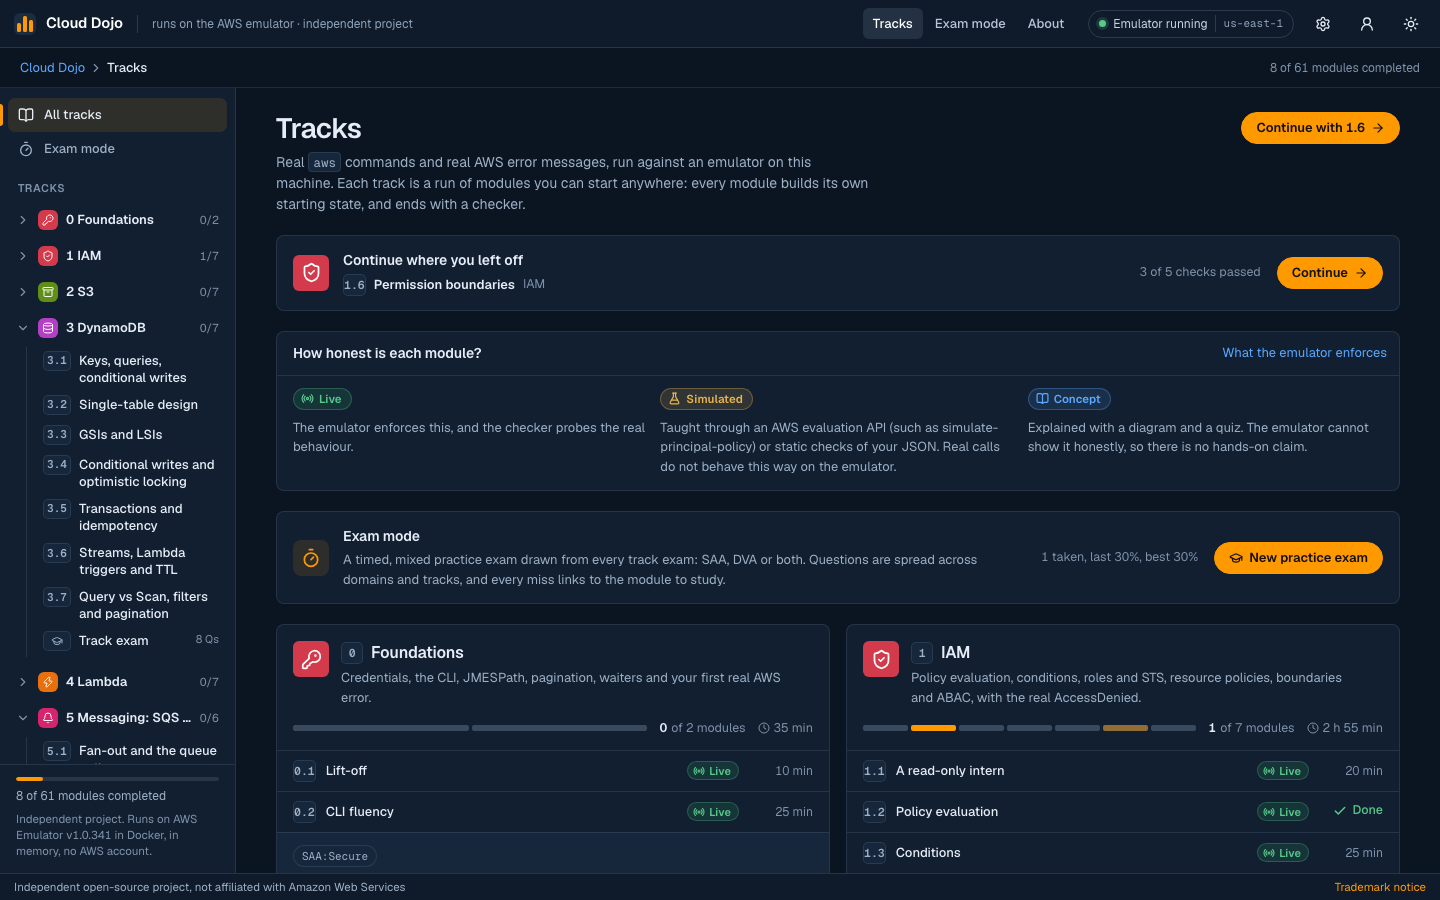 Cloud Dojo
runs on the AWS emulator · independent project
Tracks
Exam mode
About
Emulator running
us-east-1
Cloud Dojo
Tracks
8 of 61 modules completed
All tracks
Exam mode
TRACKS
0 Foundations 0/2
1 IAM 1/7
2 S3 0/7
3 DynamoDB 0/7
3.1 Keys, queries,
conditional writes
3.2 Single-table design
3.3 GSIs and LSIs
3.4 Conditional writes and
optimistic locking
3.5 Transactions and
idempotency
3.6 Streams, Lambda
triggers and TTL
3.7 Query vs Scan, filters
and pagination
Track exam 8 Qs
4 Lambda 0/7
5 Messaging: SQS ... 0/6
5.1 Fan-out and the queue
8 of 61 modules completed
Independent project. Runs on AWS
Emulator v1.0.341 in Docker, in
memory, no AWS account.
Tracks
Continue with 1.6
Real aws commands and real AWS error messages, run against an emulator on this
machine. Each track is a run of modules you can start anywhere: every module builds its own
starting state, and ends with a checker.
Continue where you left off
1.6 Permission boundaries IAM
3 of 5 checks passed
Continue
How honest is each module?
What the emulator enforces
Live
The emulator enforces this, and the checker probes the real
behaviour.
Simulated
Taught through an AWS evaluation API (such as simulate-
principal-policy) or static checks of your JSON. Real calls
do not behave this way on the emulator.
Concept
Explained with a diagram and a quiz. The emulator cannot
show it honestly, so there is no hands-on claim.
Exam mode
A timed, mixed practice exam drawn from every track exam: SAA, DVA or both. Questions are spread across
domains and tracks, and every miss links to the module to study.
1 taken, last 30%, best 30%
New practice exam
0 Foundations
Credentials, the CLI, JMESPath, pagination, waiters and your first real AWS
error.
0 of 2 modules 35 min
0.1 Lift-off Live 10 min
0.2 CLI fluency Live 25 min
SAA:Secure
1 IAM
Policy evaluation, conditions, roles and STS, resource policies, boundaries
and ABAC, with the real AccessDenied.
1 of 7 modules 2 h 55 min
1.1 A read-only intern Live 20 min
1.2 Policy evaluation Live Done
1.3 Conditions Live 25 min
Independent open-source project, not affiliated with Amazon Web Services
Trademark notice